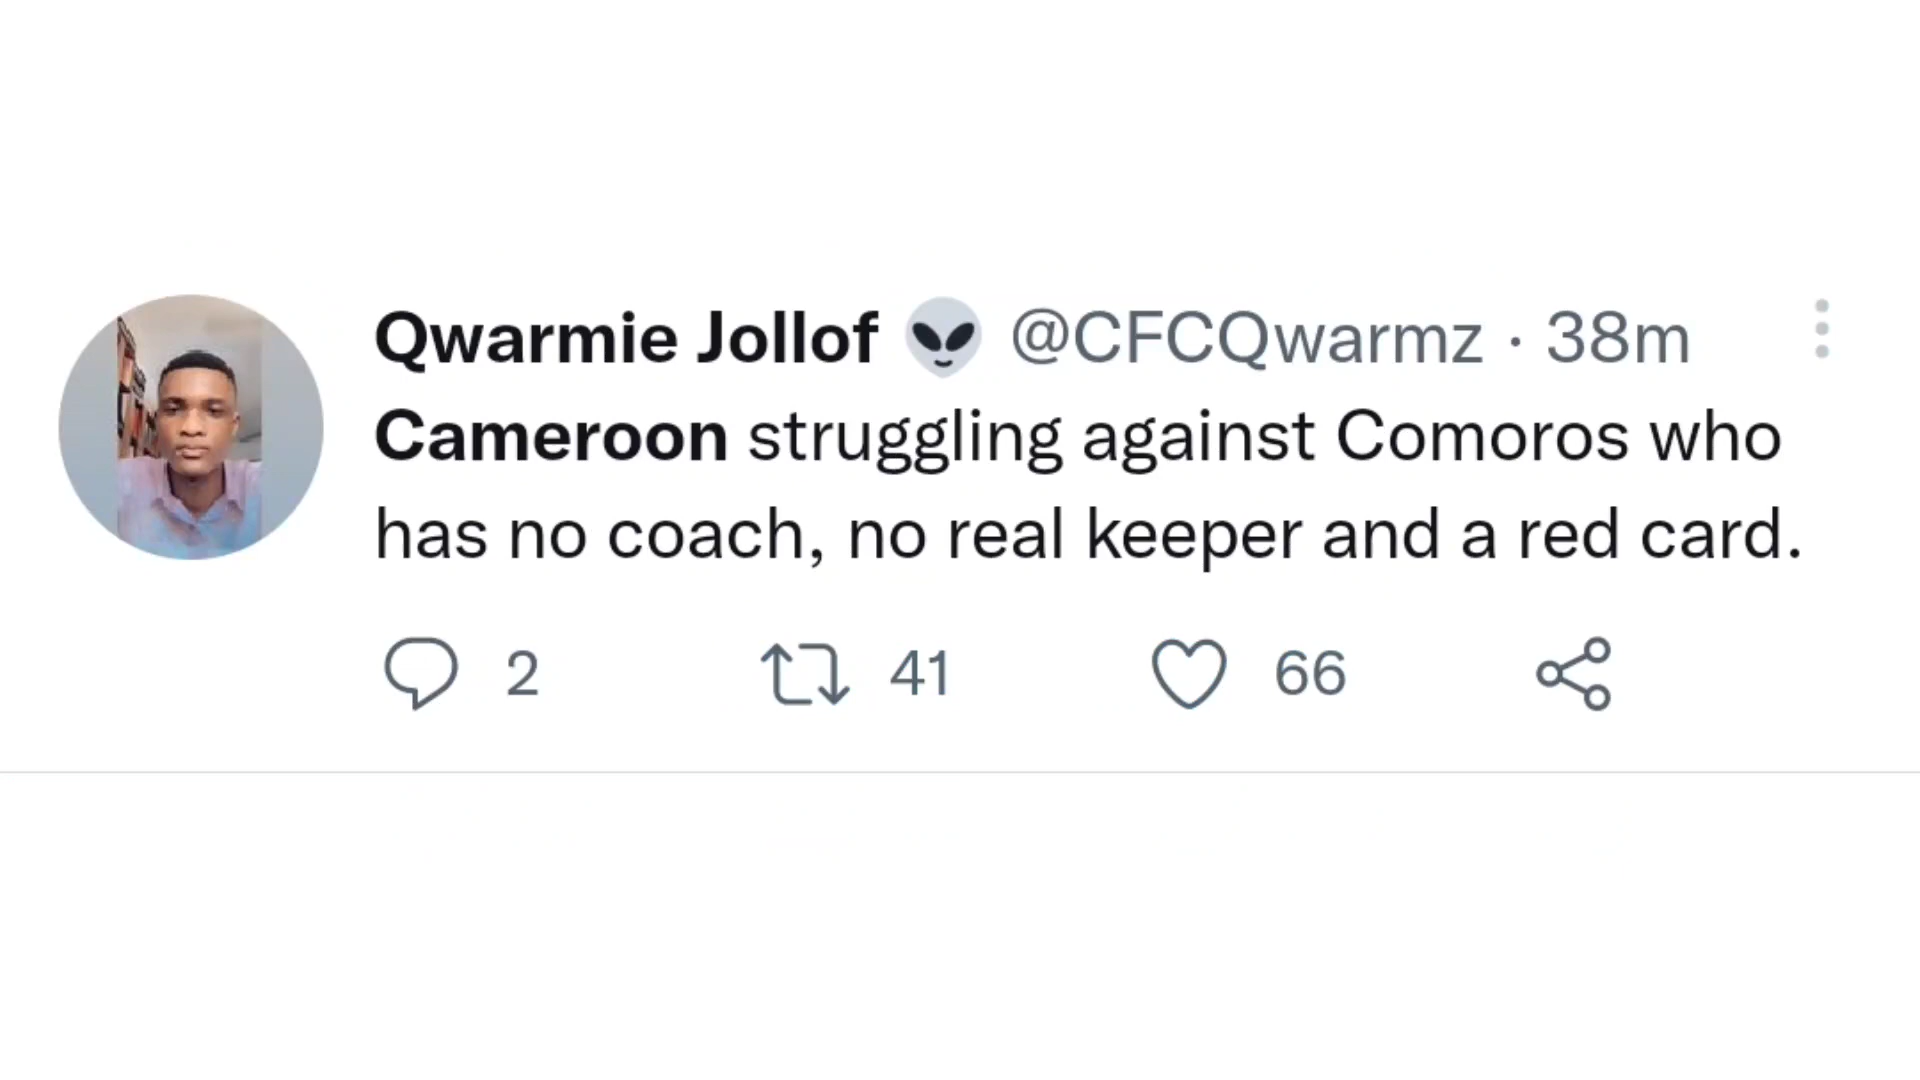 Qwarmie Jollof 👽 @CFCQwarmz · 38m
Cameroon struggling against Comoros who
has no coach, no real keeper and a red card.
2 41 66